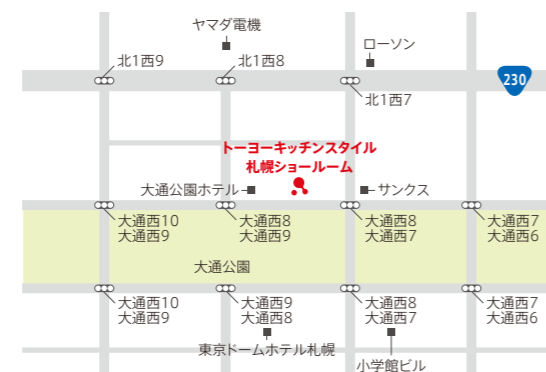 ヤマダ電機
ローソン
北1西9
北1西8
230
北1西7
トーヨーキッチンスタイル
札幌ショールーム
大通公園ホテル
サンクス
大通西10
大通西9
大通西8
大通西9
大通西8
大通西7
大通西7
大通西6
大通公園
大通西10
大通西9
大通西9
大通西8
大通西8
大通西7
大通西7
大通西6
東京ドームホテル札幌
小学館ビル